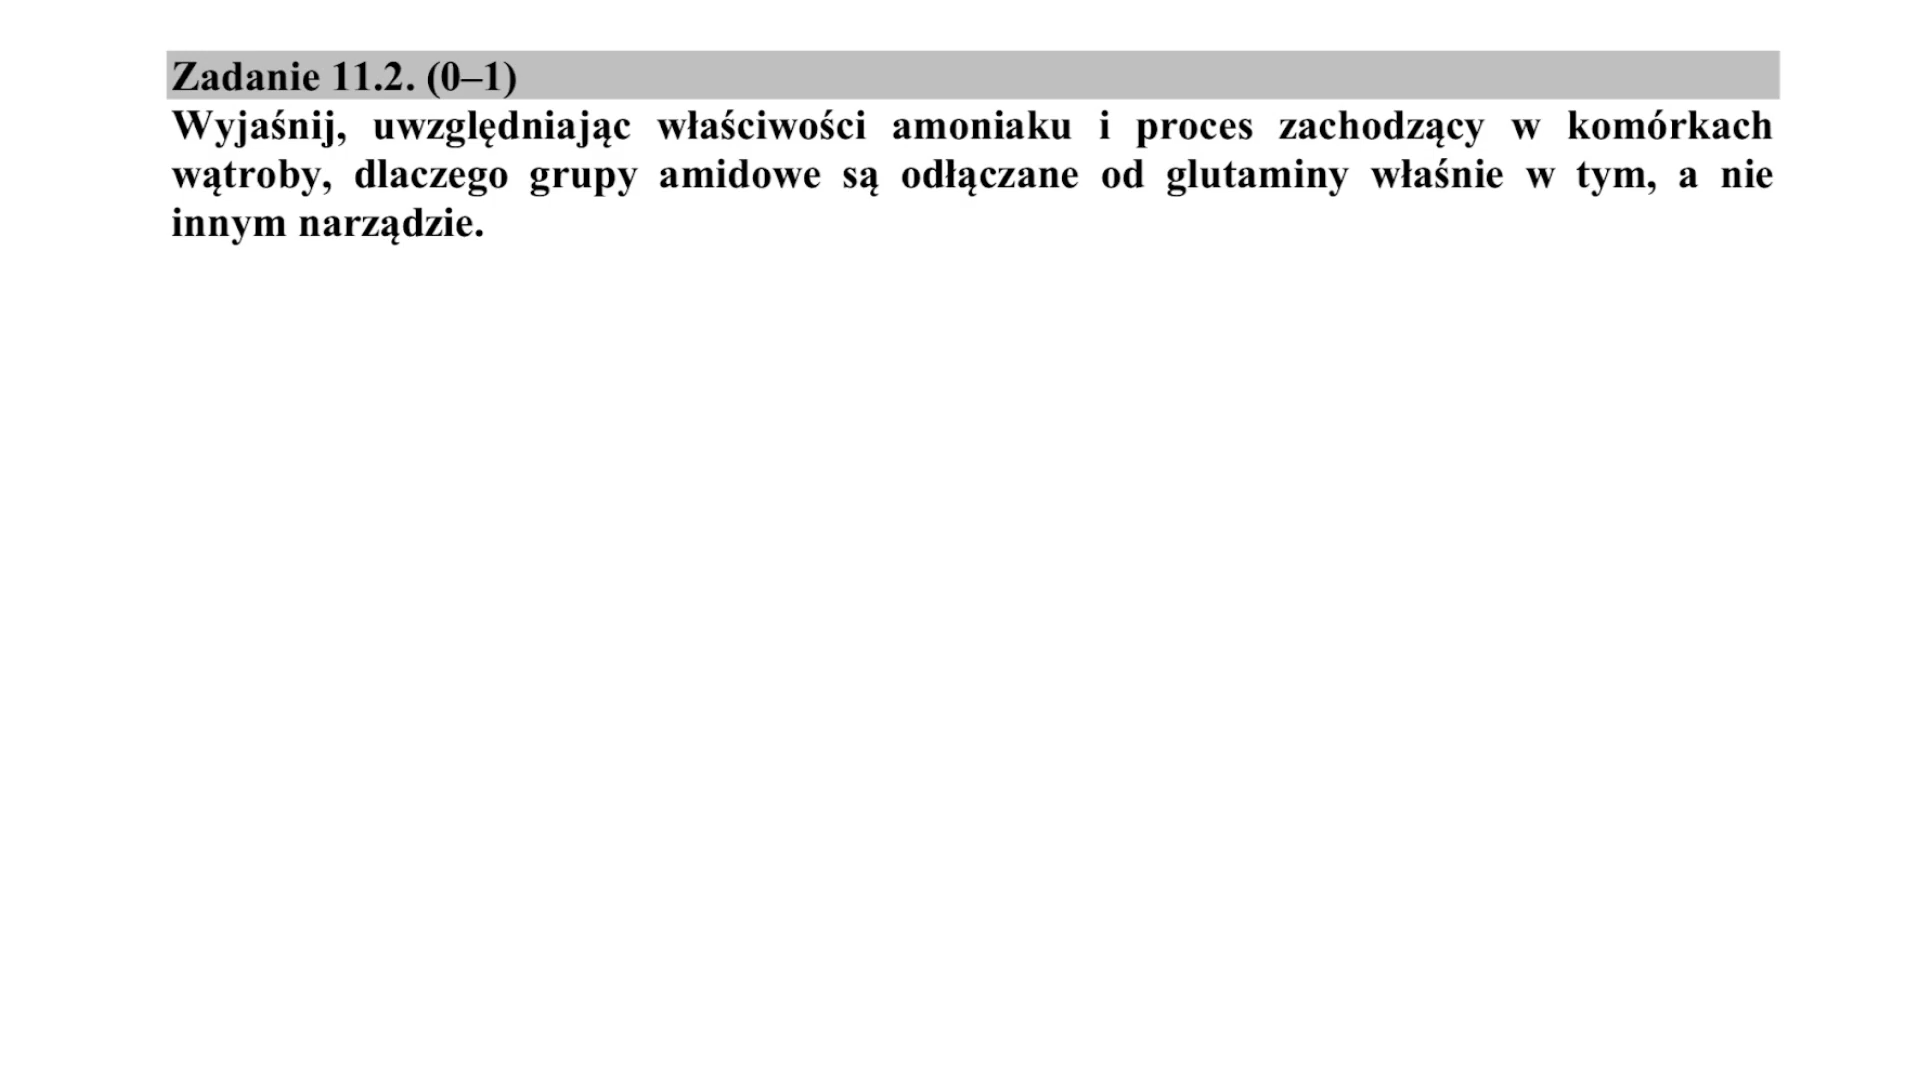 Zadanie 11.2. (0–1)
Wyjaśnij, uwzględniając właściwości amoniaku i proces zachodzący w komórkach
wątroby, dlaczego grupy amidowe są odłączane od glutaminy właśnie w tym, a nie
innym narządzie.